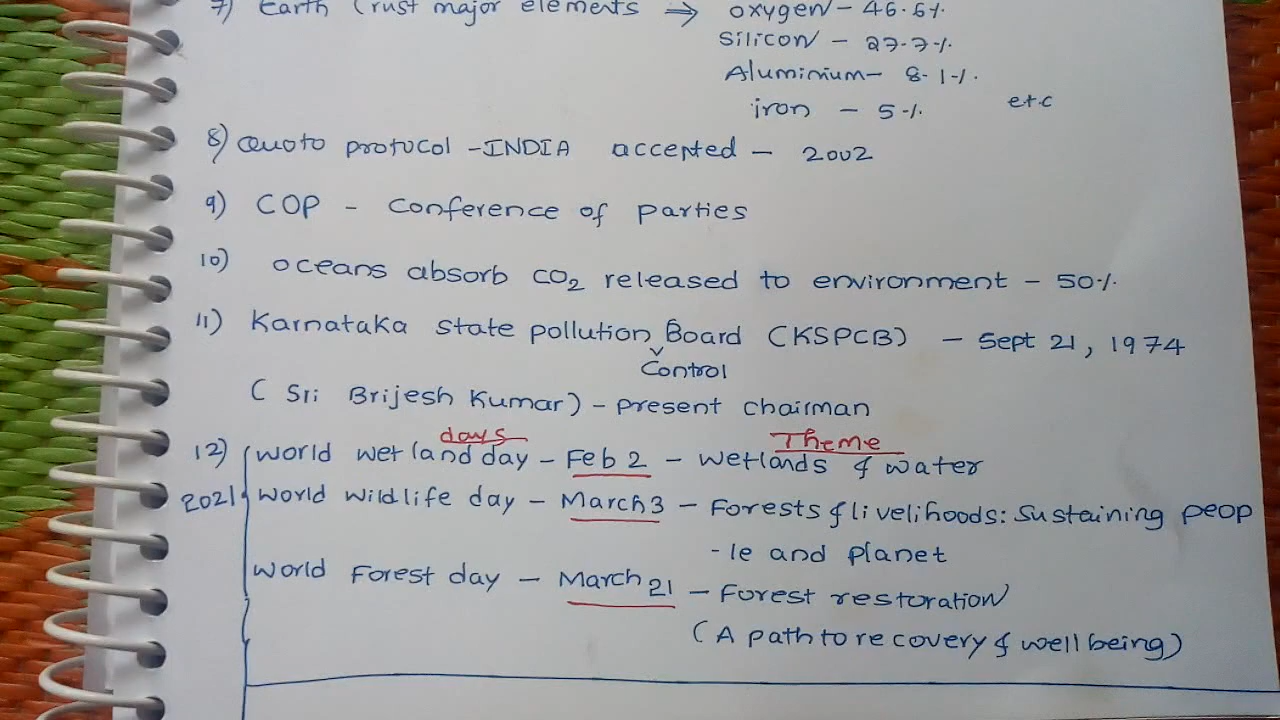 7) Earth Crust major elements ⇒ oxygen - 46.6%
Silicon - 27.7%
Aluminium - 8.1%.
iron - 5% etc
8) Quoto protocol - INDIA accepted - 2002
9) COP - Conference of parties
10) oceans absorb CO2 released to environment - 50%
11) Karnataka state pollution Board (KSPCB) - Sept 21, 1974
Control
(Sri Brijesh Kumar) - present chairman
days Theme
12) World wetland day - Feb 2 - wetlands & water
2021 World wildlife day - March 3 - Forests & livelihoods: Sustaining peop
-le and planet
World Forest day - March 21 - Forest restoration
(A path to recovery & well being)